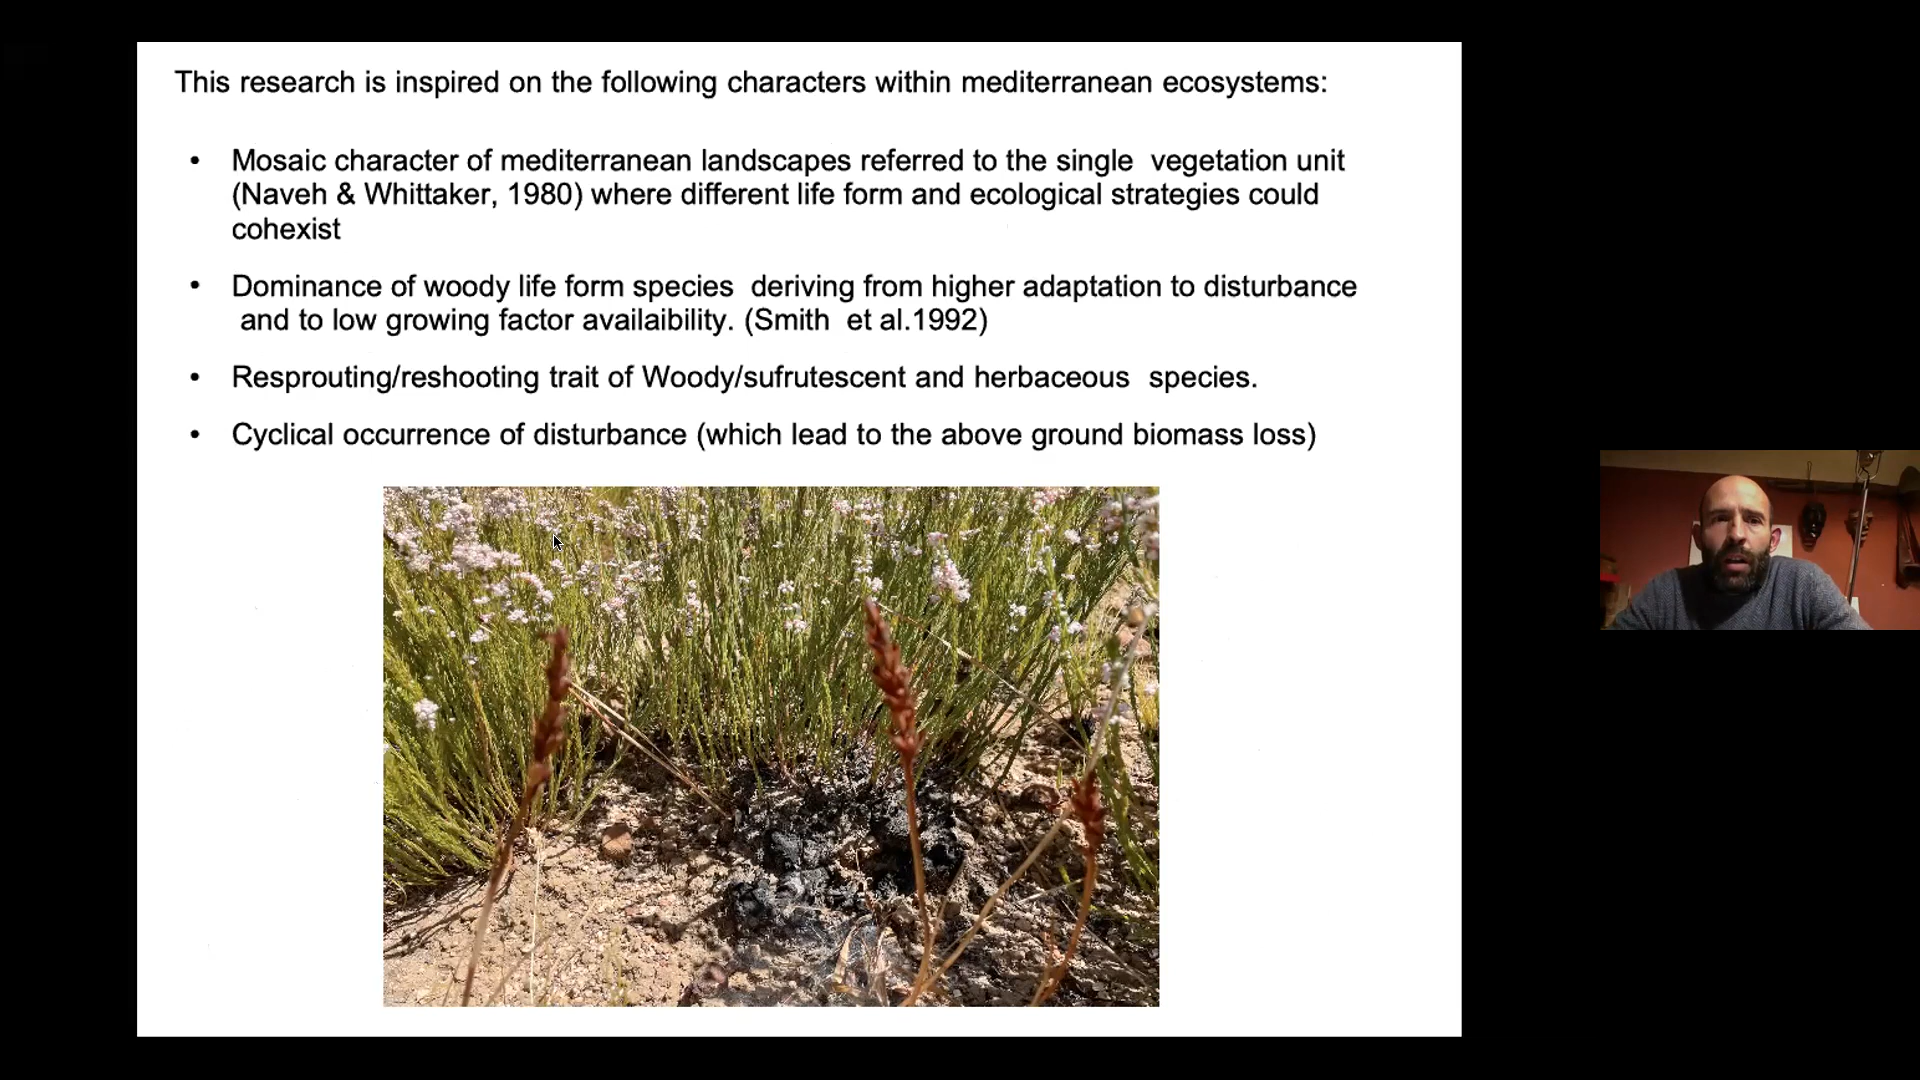 This research is inspired on the following characters within mediterranean ecosystems:
• Mosaic character of mediterranean landscapes referred to the single  vegetation unit
(Naveh & Whittaker, 1980) where different life form and ecological strategies could
cohexist
• Dominance of woody life form species  deriving from higher adaptation to disturbance
and to low growing factor availaibility. (Smith  et al.1992)
• Resprouting/reshooting trait of Woody/sufrutescent and herbaceous  species.
• Cyclical occurrence of disturbance (which lead to the above ground biomass loss)